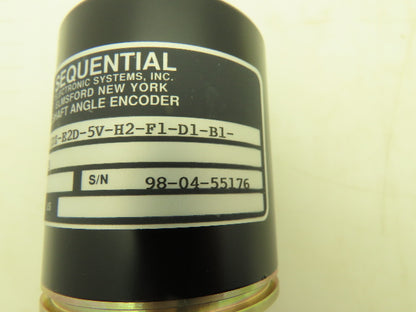 SEQUENTIAL
ELECTRONIC SYSTEMS, INC.
ELMSFORD NEW YORK
SHAFT ANGLE ENCODER
-E2D-5V-H2-F1-D1-B1-
S/N 98-04-55176